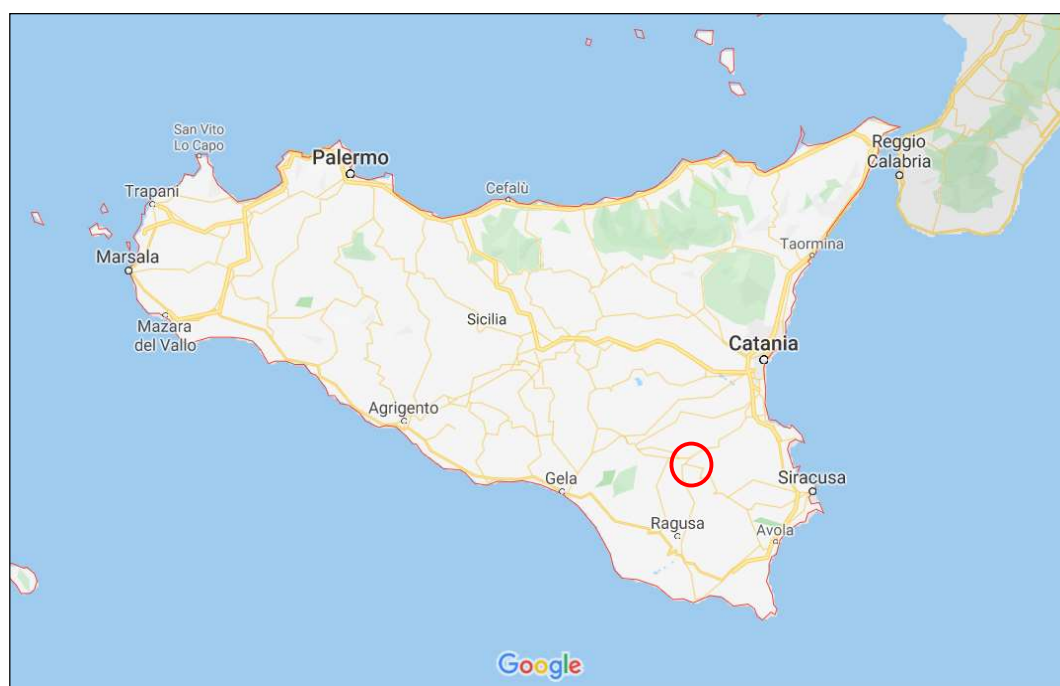 San Vito
Lo Capo
Palermo
Reggio
Calabria
Trapani
Cefalù
Taormina
Marsala
Mazara
del Vallo
Sicilia
Catania
Agrigento
Gela
Siracusa
Ragusa
Avola
Google